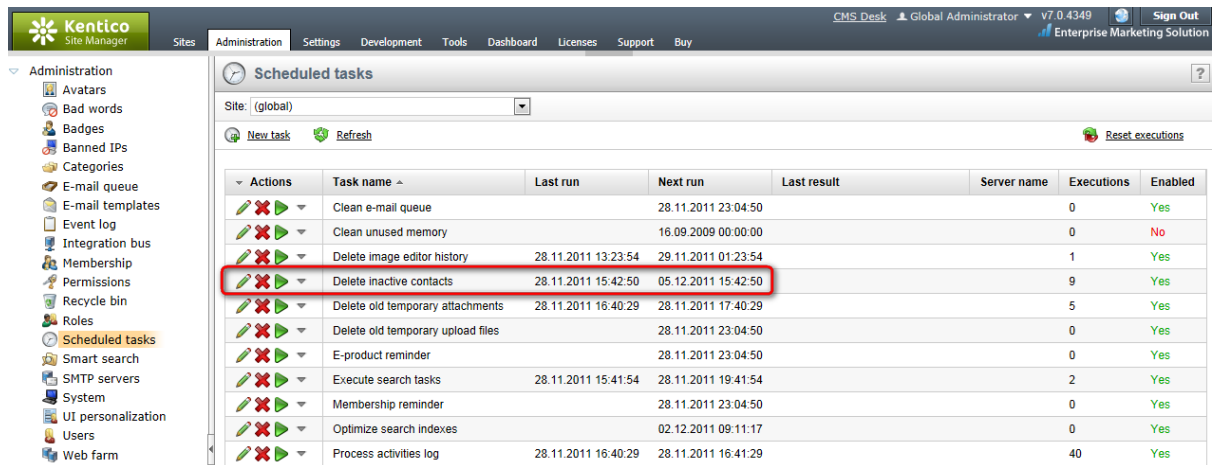 Kentico
Site Manager
Sites Administration Settings Development Tools Dashboard Licenses Support Buy
CMS Desk Global Administrator v7.0.4349 Sign Out
Enterprise Marketing Solution
Administration
Avatars
Bad words
Badges
Banned IPs
Categories
E-mail queue
E-mail templates
Event log
Integration bus
Membership
Permissions
Recycle bin
Roles
Scheduled tasks
Smart search
SMTP servers
System
UI personalization
Users
Web farm
Scheduled tasks ?
Site: (global)
New task Refresh Reset executions
Actions Task name Last run Next run Last result Server name Executions Enabled
Clean e-mail queue 28.11.2011 23:04:50 0 Yes
Clean unused memory 16.09.2009 00:00:00 0 No
Delete image editor history 28.11.2011 13:23:54 29.11.2011 01:23:54 1 Yes
Delete inactive contacts 28.11.2011 15:42:50 05.12.2011 15:42:50 9 Yes
Delete old temporary attachments 28.11.2011 16:40:29 28.11.2011 17:40:29 5 Yes
Delete old temporary upload files 28.11.2011 23:04:50 0 Yes
E-product reminder 28.11.2011 23:04:50 0 Yes
Execute search tasks 28.11.2011 15:41:54 28.11.2011 19:41:54 2 Yes
Membership reminder 28.11.2011 23:04:50 0 Yes
Optimize search indexes 02.12.2011 09:11:17 0 Yes
Process activities log 28.11.2011 16:40:29 28.11.2011 16:41:29 40 Yes